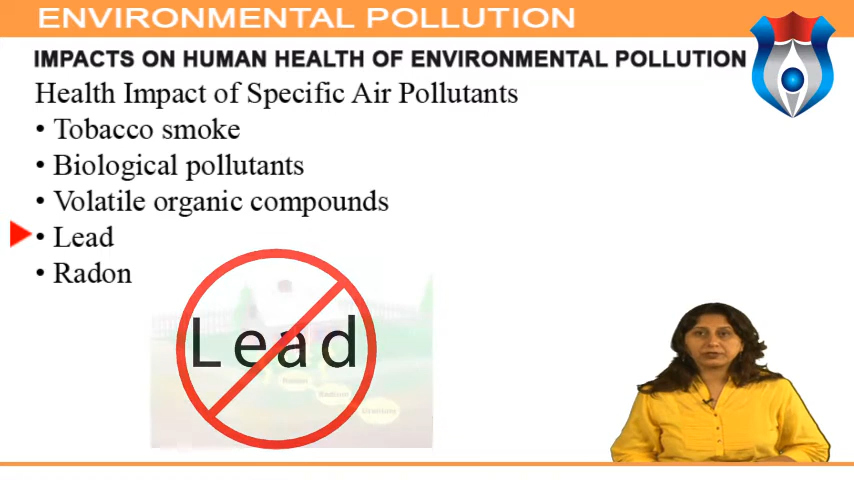 ENVIRONMENTAL POLLUTION
IMPACTS ON HUMAN HEALTH OF ENVIRONMENTAL POLLUTION
Health Impact of Specific Air Pollutants
• Tobacco smoke
• Biological pollutants
• Volatile organic compounds
• Lead
• Radon
Lead